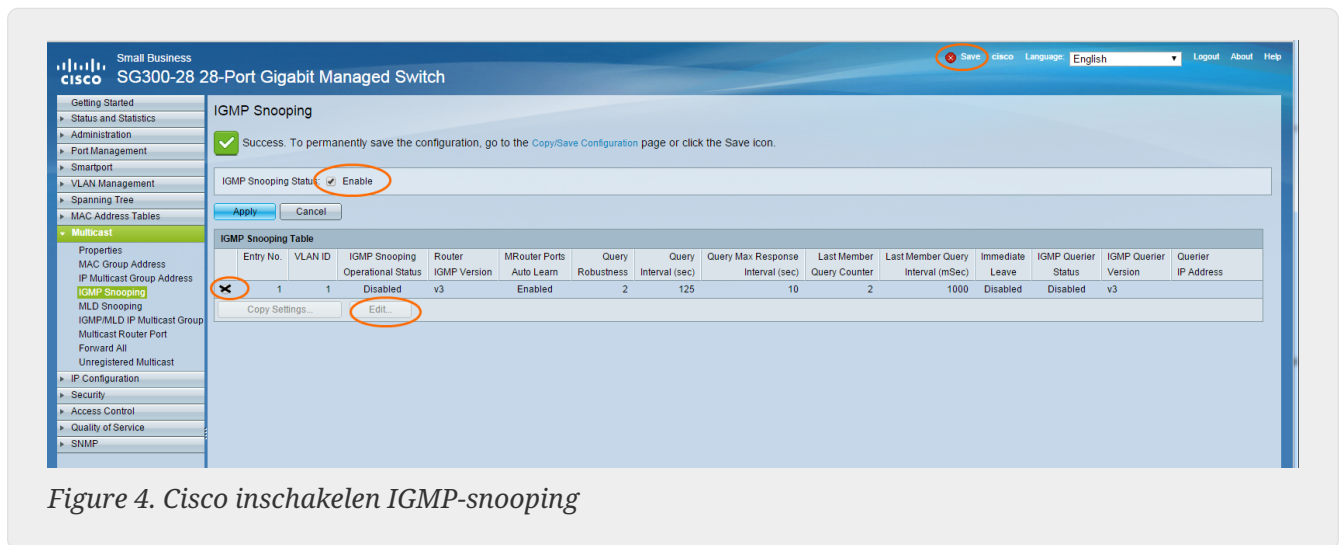 Small Business
cisco SG300-28 28-Port Gigabit Managed Switch
Save cisco Language: English Logout About Help
Getting Started
Status and Statistics
Administration
Port Management
Smartport
VLAN Management
Spanning Tree
MAC Address Tables
Multicast
Properties
MAC Group Address
IP Multicast Group Address
IGMP Snooping
MLD Snooping
IGMP/MLD IP Multicast Group
Multicast Router Port
Forward All
Unregistered Multicast
IP Configuration
Security
Access Control
Quality of Service
SNMP
IGMP Snooping
Success. To permanently save the configuration, go to the Copy/Save Configuration page or click the Save icon.
IGMP Snooping Status: Enable
Apply Cancel
IGMP Snooping Table
Entry No. VLAN ID IGMP Snooping Router MRouter Ports Query Query Query Max Response Last Member Last Member Query Immediate IGMP Querier IGMP Querier Querier
Operational Status IGMP Version Auto Learn Robustness Interval (sec) Interval (sec) Query Counter Interval (mSec) Leave Status Version IP Address
1 1 Disabled v3 Enabled 2 125 10 2 1000 Disabled Disabled v3
Copy Settings... Edit...
Figure 4. Cisco inschakelen IGMP-snooping